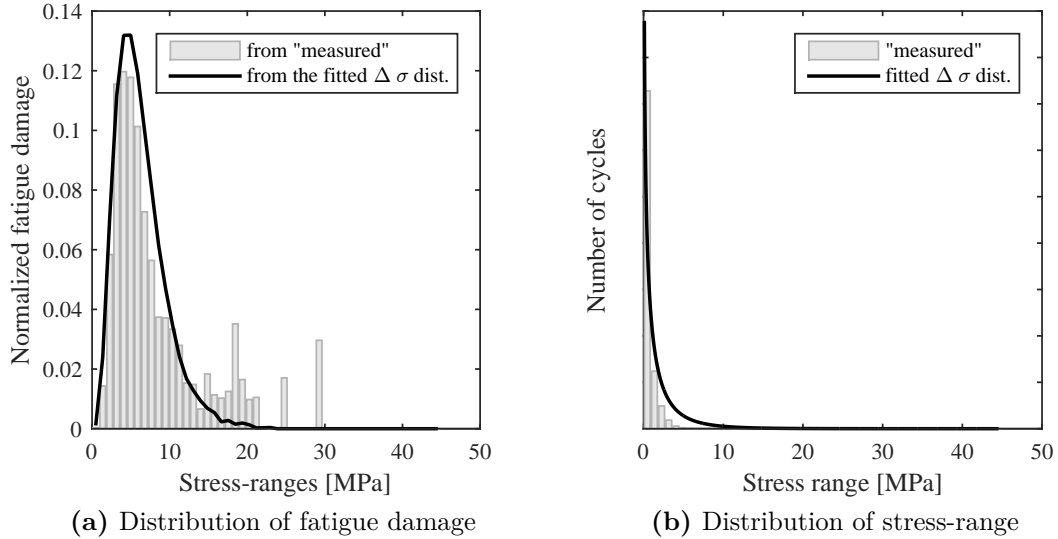 0.14
0.12
0.1
0.08
0.06
0.04
0.02
0
Normalized fatigue damage
from "measured"
from the fitted Δ σ dist.
0 10 20 30 40 50
Stress-ranges [MPa]
(a) Distribution of fatigue damage
Number of cycles
"measured"
fitted Δ σ dist.
0 10 20 30 40 50
Stress range [MPa]
(b) Distribution of stress-range